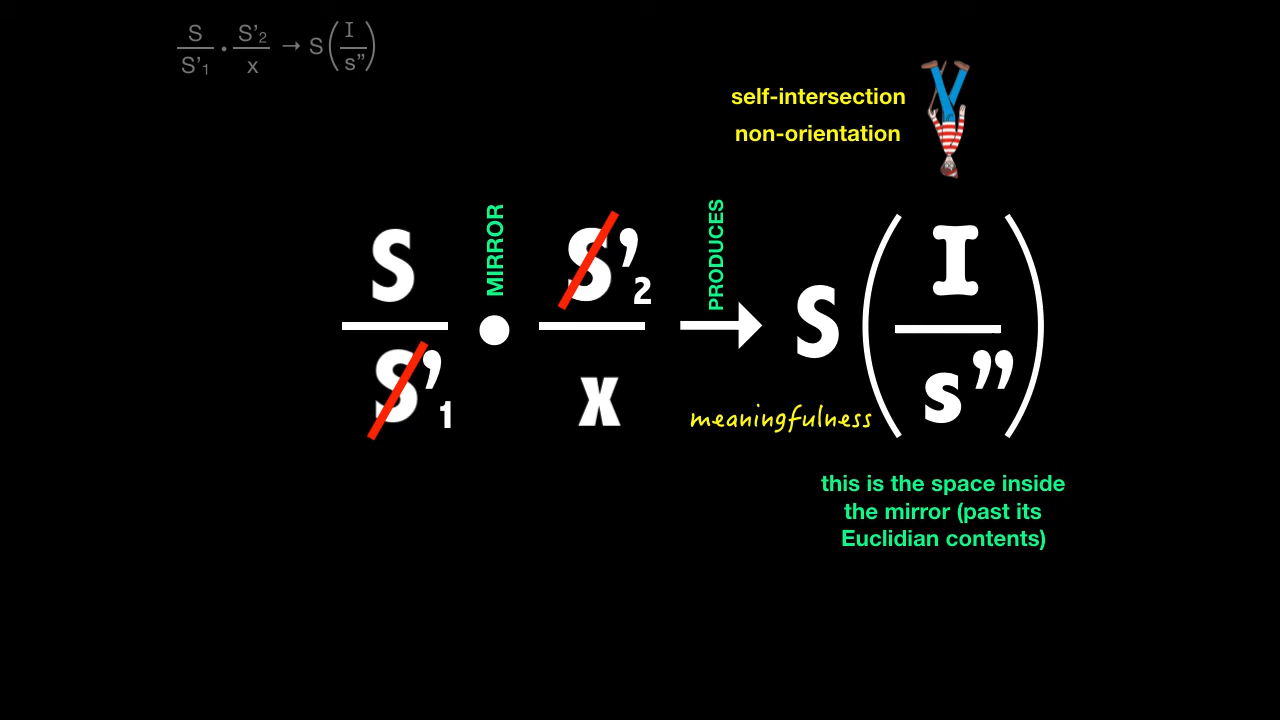 S S’₂ I
— · — → S( — )
S’₁ x s”
self-intersection
non-orientation
MIRROR
PRODUCES
S S’2 I
— • — → S( — )
S’1 x s”
meaningfulness
this is the space inside
the mirror (past its
Euclidian contents)